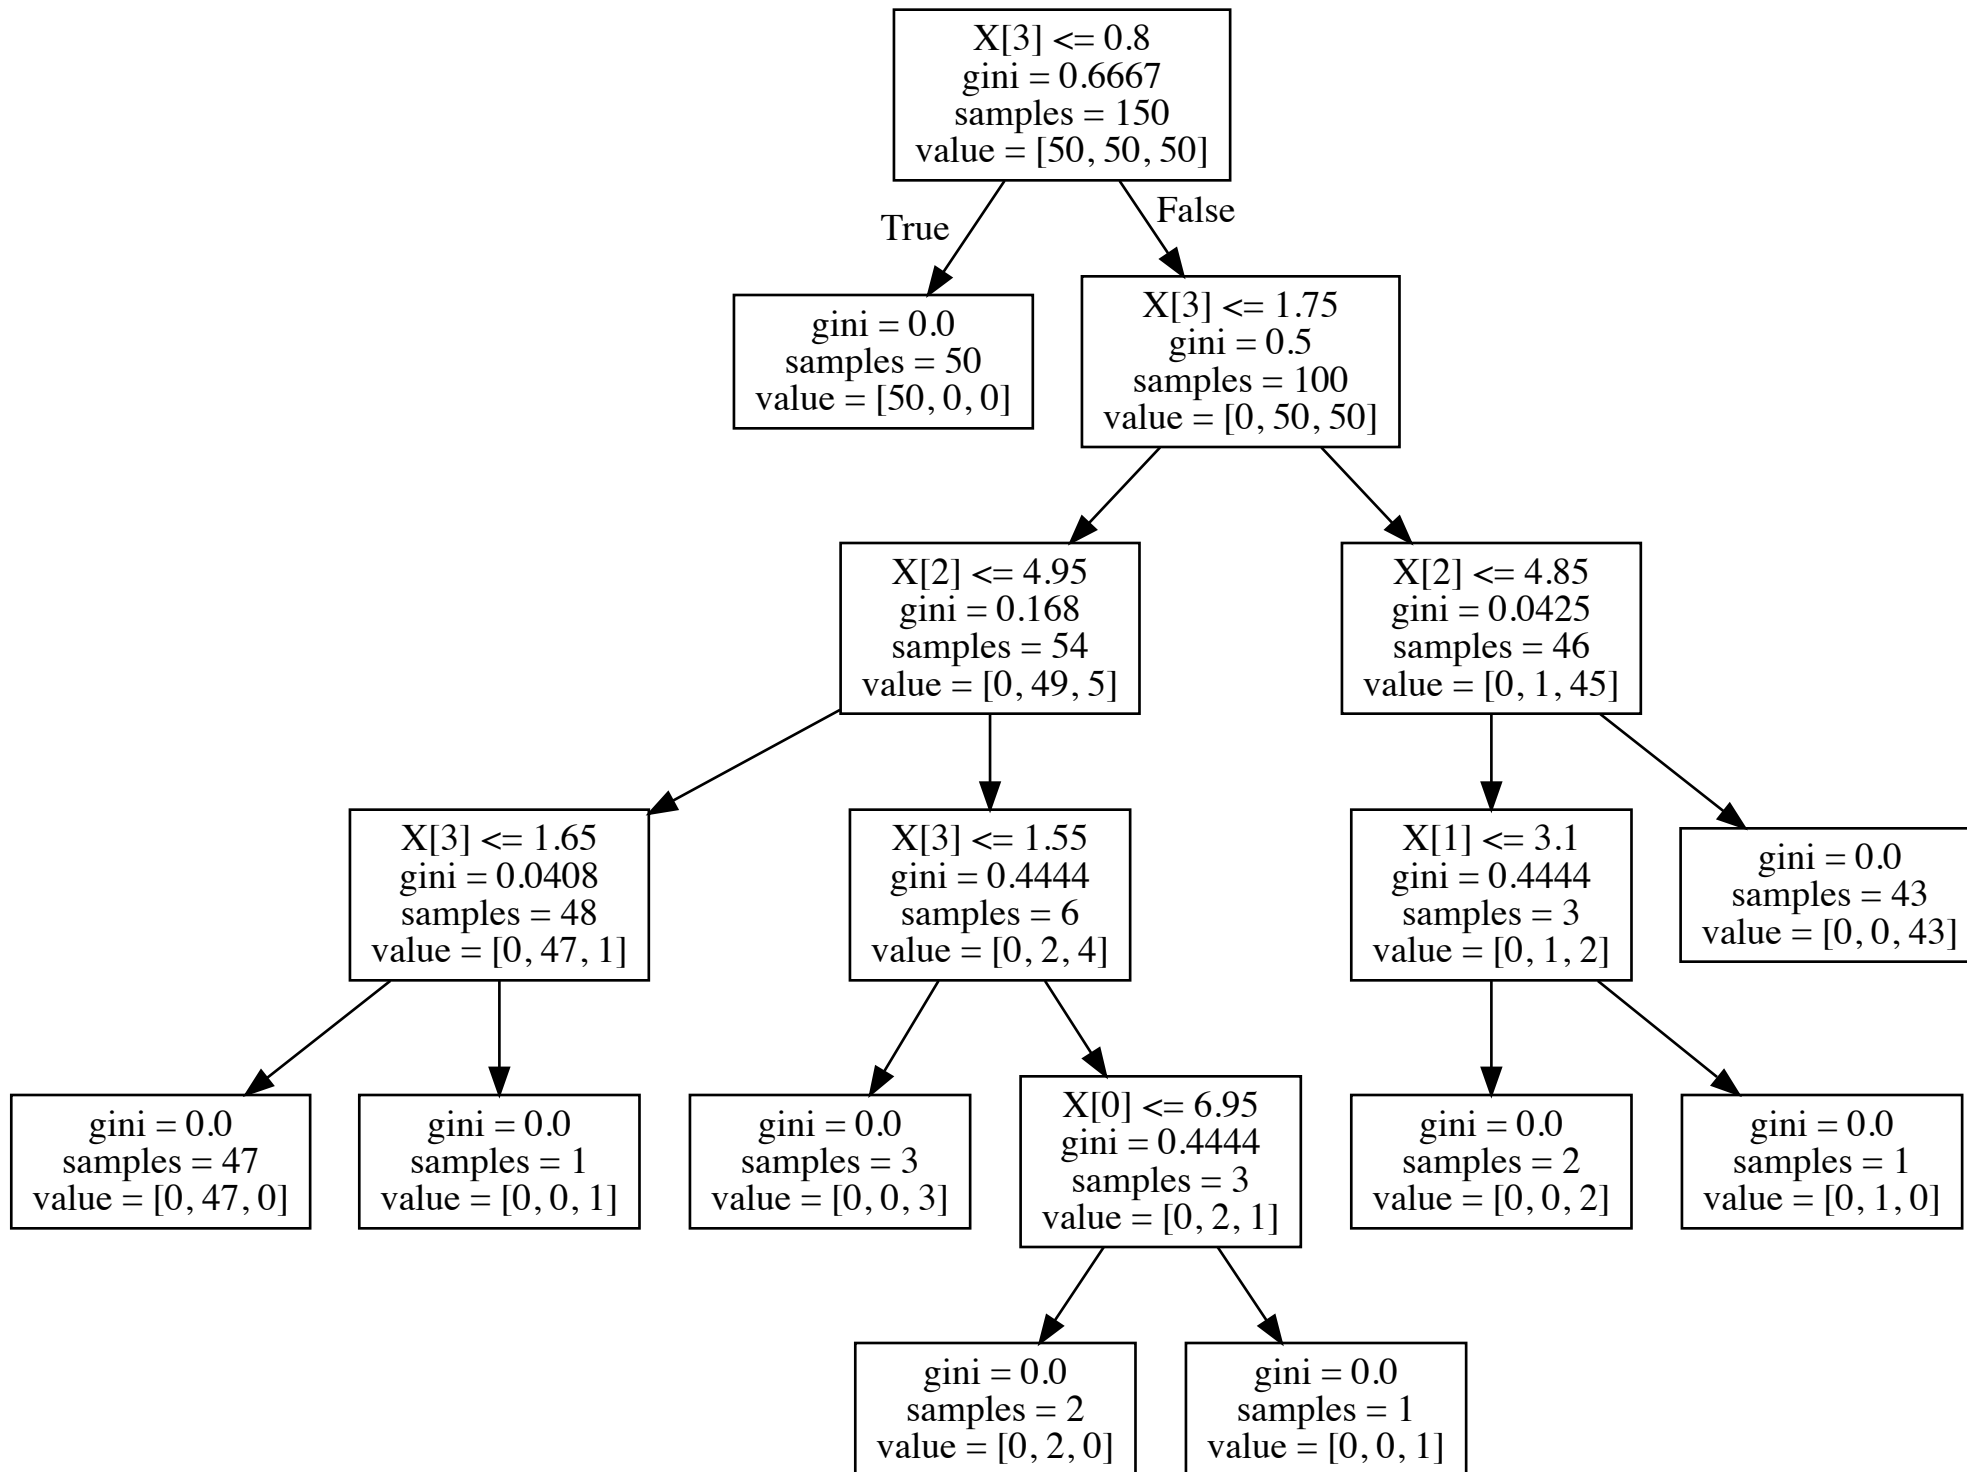 X[3] <= 0.8
gini = 0.6667
samples = 150
value = [50, 50, 50]
True
False
gini = 0.0
samples = 50
value = [50, 0, 0]
X[3] <= 1.75
gini = 0.5
samples = 100
value = [0, 50, 50]
X[2] <= 4.95
gini = 0.168
samples = 54
value = [0, 49, 5]
X[2] <= 4.85
gini = 0.0425
samples = 46
value = [0, 1, 45]
X[3] <= 1.65
gini = 0.0408
samples = 48
value = [0, 47, 1]
X[3] <= 1.55
gini = 0.4444
samples = 6
value = [0, 2, 4]
X[1] <= 3.1
gini = 0.4444
samples = 3
value = [0, 1, 2]
gini = 0.0
samples = 43
value = [0, 0, 43]
gini = 0.0
samples = 47
value = [0, 47, 0]
gini = 0.0
samples = 1
value = [0, 0, 1]
gini = 0.0
samples = 3
value = [0, 0, 3]
X[0] <= 6.95
gini = 0.4444
samples = 3
value = [0, 2, 1]
gini = 0.0
samples = 2
value = [0, 0, 2]
gini = 0.0
samples = 1
value = [0, 1, 0]
gini = 0.0
samples = 2
value = [0, 2, 0]
gini = 0.0
samples = 1
value = [0, 0, 1]